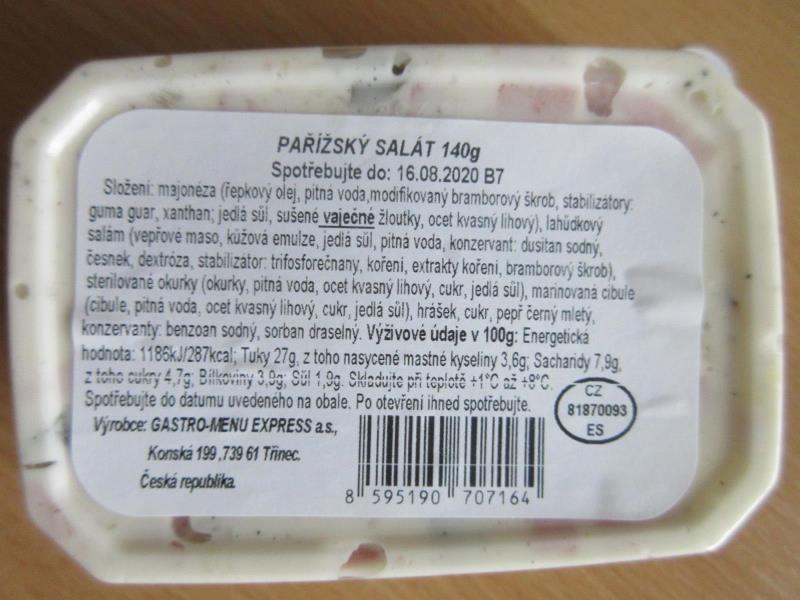 PAŘÍŽSKÝ SALÁT 140g
Spotřebujte do: 16.08.2020 B7
Složení: majonéza (řepkový olej, pitná voda,modifikovaný bramborový škrob, stabilizátory:
guma guar, xanthan; jedlá sůl, sušené vaječné žloutky, ocet kvasný lihový), lahůdkový
salám (vepřové maso, kůžová emulze, jedlá sůl, pitná voda, konzervant: dusitan sodný,
česnek, dextróza, stabilizátor: trifosforečnany, koření, extrakty koření, bramborový škrob),
sterilované okurky (okurky, pitná voda, ocet kvasný lihový, cukr, jedlá sůl), marinovaná cibule
(cibule, pitná voda, ocet kvasný lihový, cukr, jedlá sůl), hrášek, cukr, pepř černý mletý,
konzervanty: benzoan sodný, sorban draselný. Výživové údaje v 100g: Energetická
hodnota: 1186kJ/287kcal; Tuky 27g, z toho nasycené mastné kyseliny 3,6g; Sacharidy 7,9g,
z toho cukry 4,7g; Bílkoviny 3,9g; Sůl 1,9g. Skladujte při teplotě +1°C až +8°C.
Spotřebujte do datumu uvedeného na obale. Po otevření ihned spotřebujte.
CZ
81870093
ES
Výrobce: GASTRO-MENU EXPRESS a.s.,
Konská 199 ,739 61 Třinec.
Česká republika.
8 595190 707164